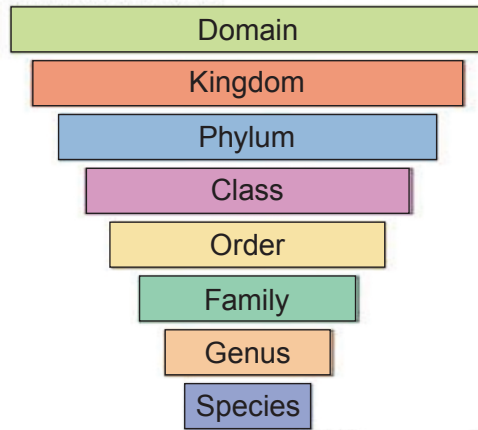 Domain
Kingdom
Phylum
Class
Order
Family
Genus
Species